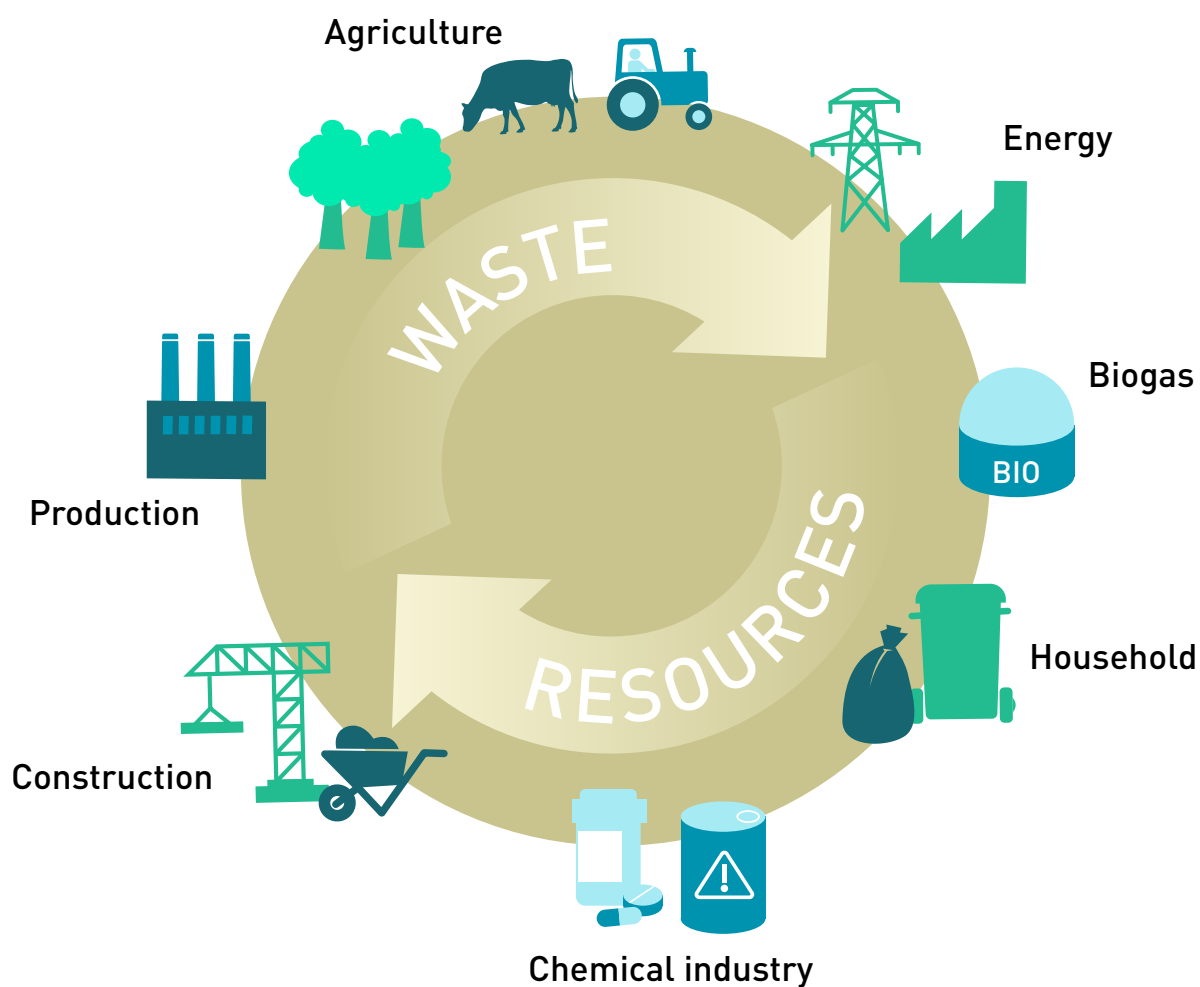 Agriculture
Energy
WASTE
Biogas
BIO
Production
RESOURCES
Household
Construction
Chemical industry